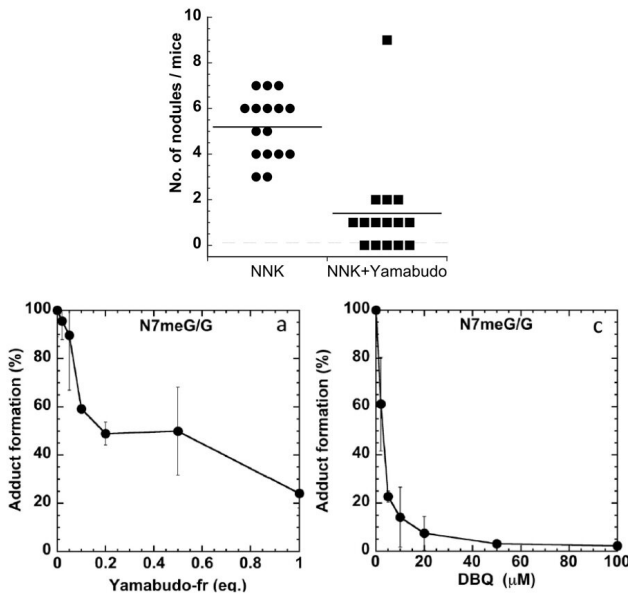 No. of nodules / mice
10
8
6
4
2
0
NNK
NNK+Yamabudo
N7meG/G
a
Adduct formation (%)
100
80
60
40
20
0
0 0.2 0.4 0.6 0.8 1
Yamabudo-fr (eq.)
N7meG/G
c
Adduct formation (%)
100
80
60
40
20
0
0 20 40 60 80 100
DBQ (μM)